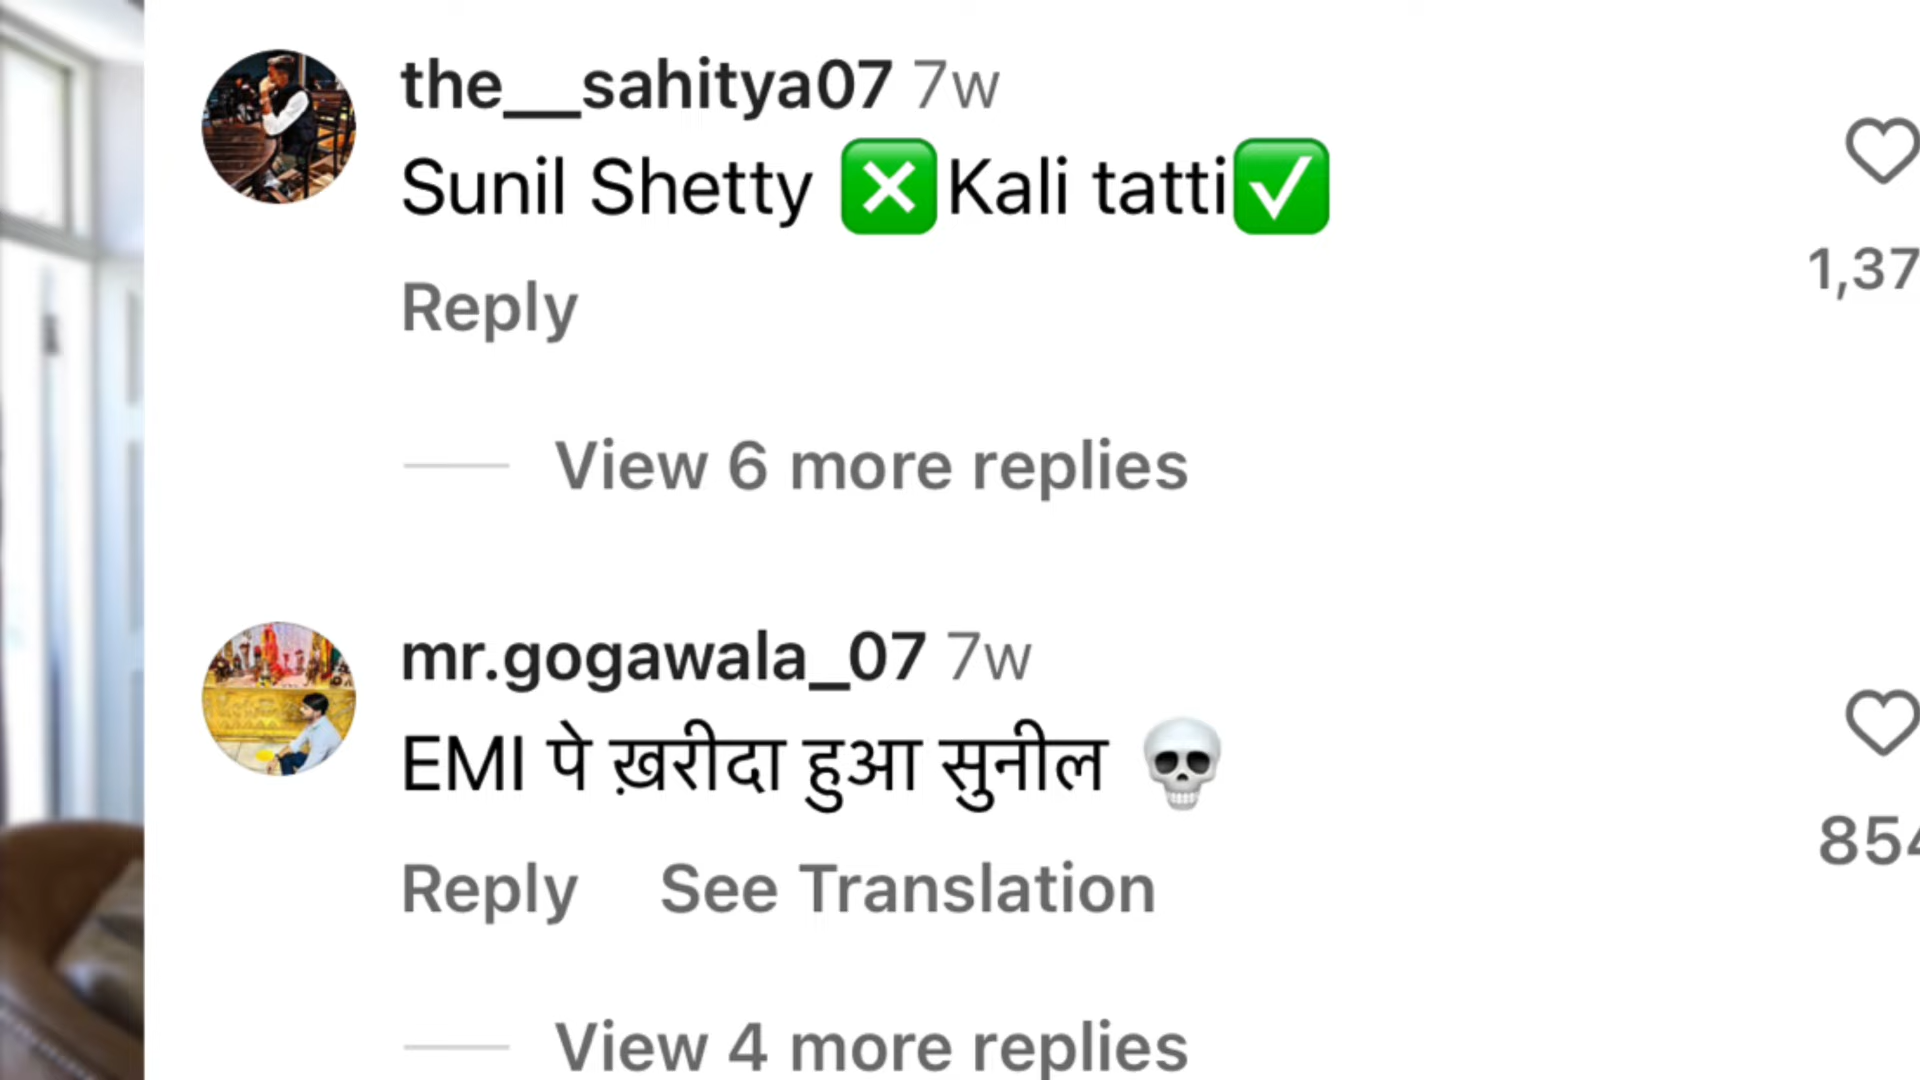 the__sahitya07 7w
Sunil Shetty ❎Kali tatti✅
1,37
Reply
View 6 more replies
mr.gogawala_07 7w
EMI पे ख़रीदा हुआ सुनील 💀
854
Reply See Translation
View 4 more replies